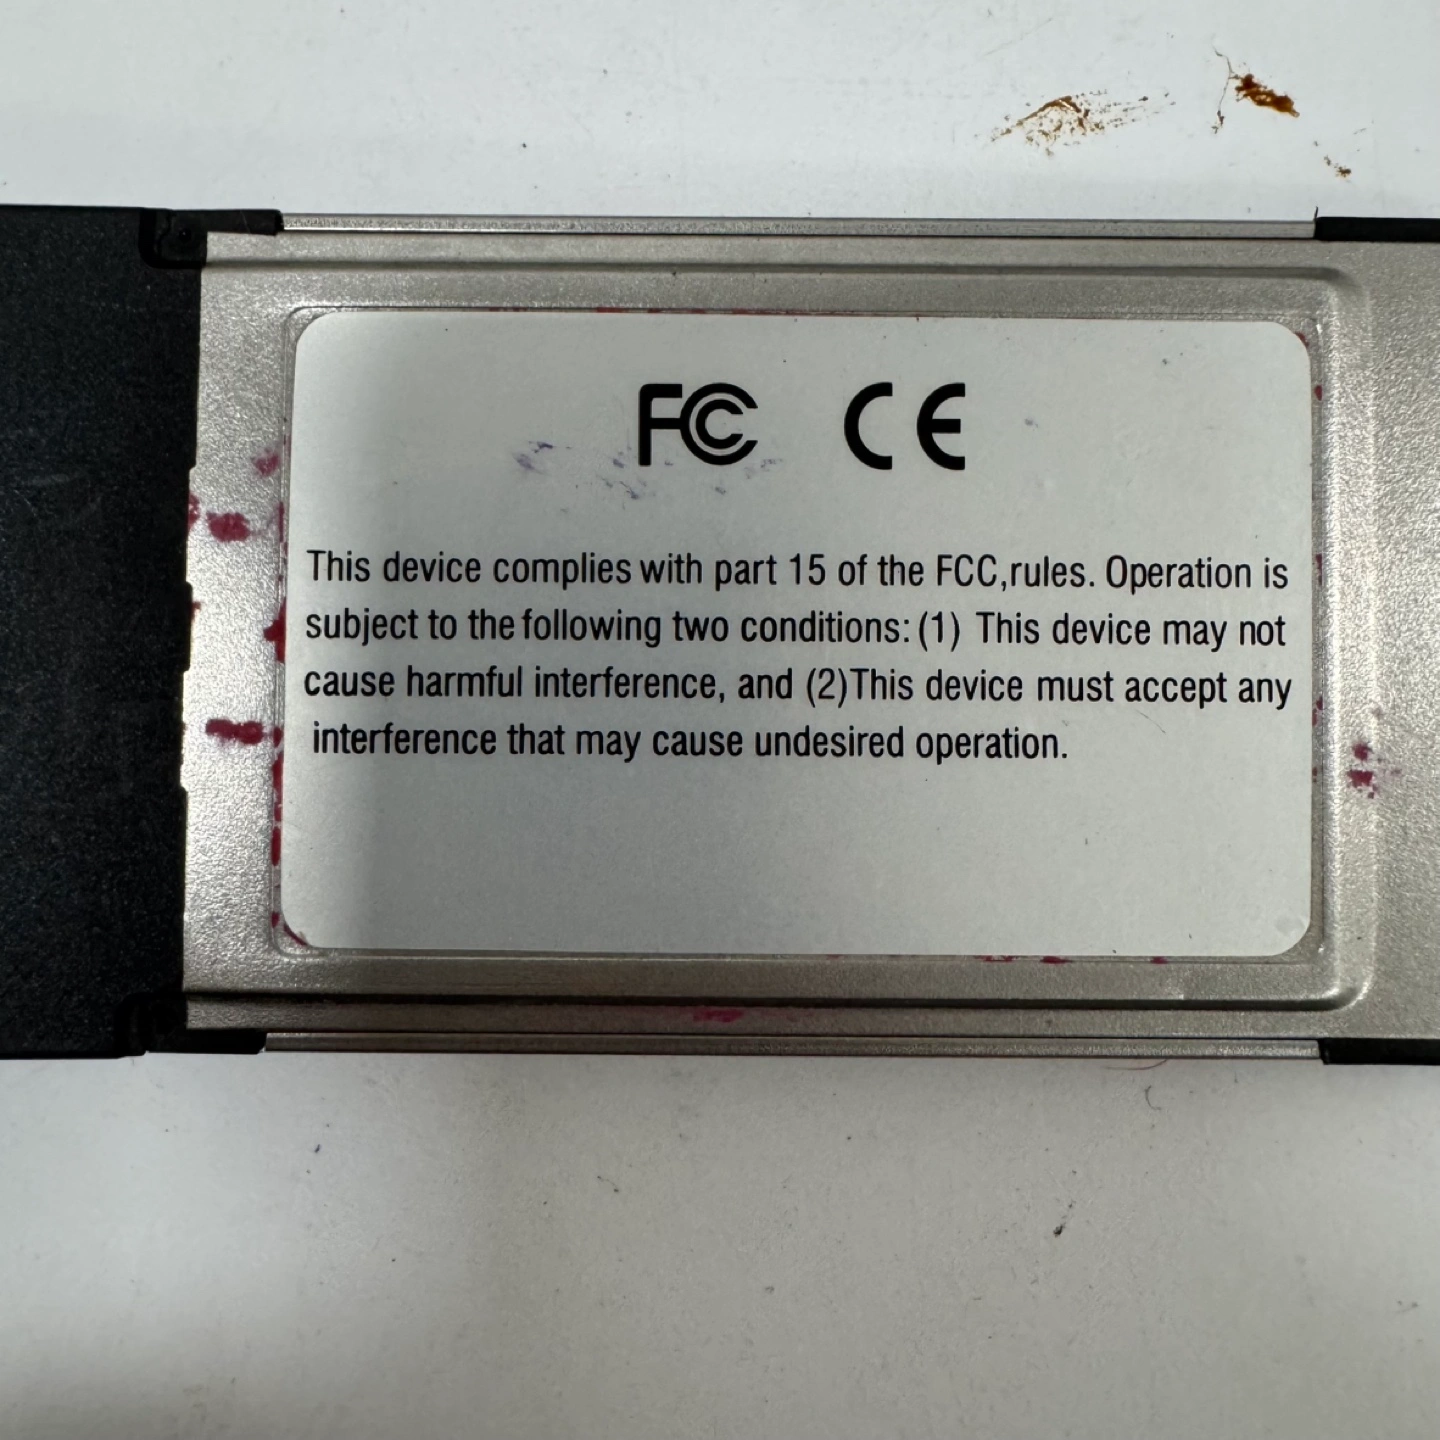 FC CE
This device complies with part 15 of the FCC,rules. Operation is
subject to the following two conditions: (1) This device may not
cause harmful interference, and (2)This device must accept any
interference that may cause undesired operation.